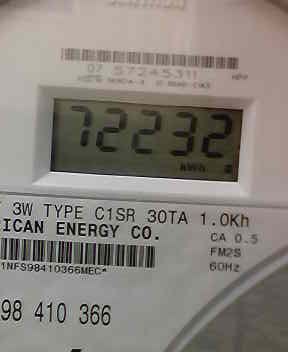 07 57245311
72232
kWh
3W TYPE C1SR 30TA 1.0Kh
ICAN ENERGY CO. CA 0.5
FM2S
1NFS98410366MEC* 60Hz
98 410 366